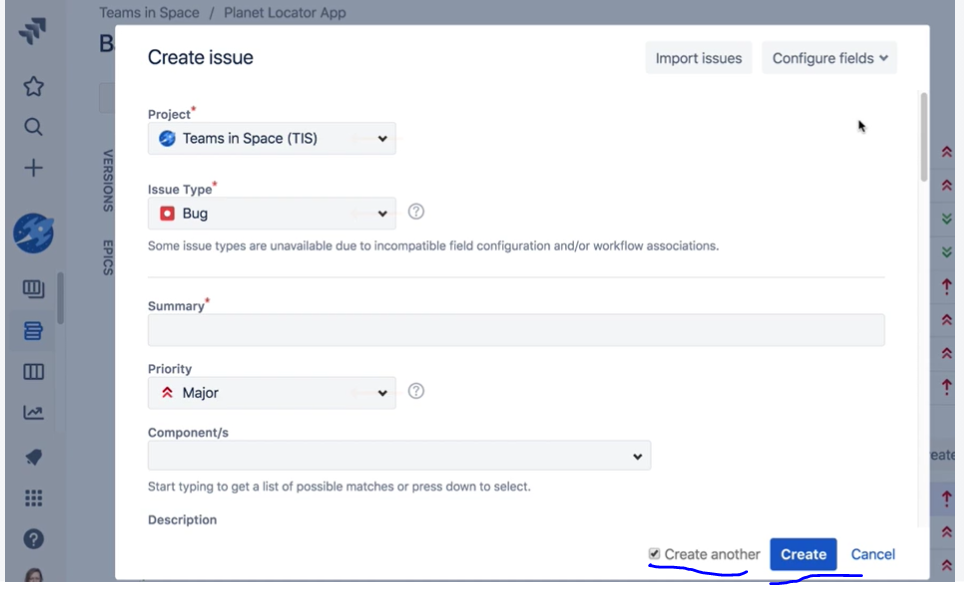 Teams in Space / Planet Locator App
B
Create issue
Import issues
Configure fields
Project*
Teams in Space (TIS)
VERSIONS
Issue Type*
Bug
Some issue types are unavailable due to incompatible field configuration and/or workflow associations.
EPICS
Summary*
Priority
Major
Component/s
eate
Start typing to get a list of possible matches or press down to select.
Description
Create another
Create
Cancel